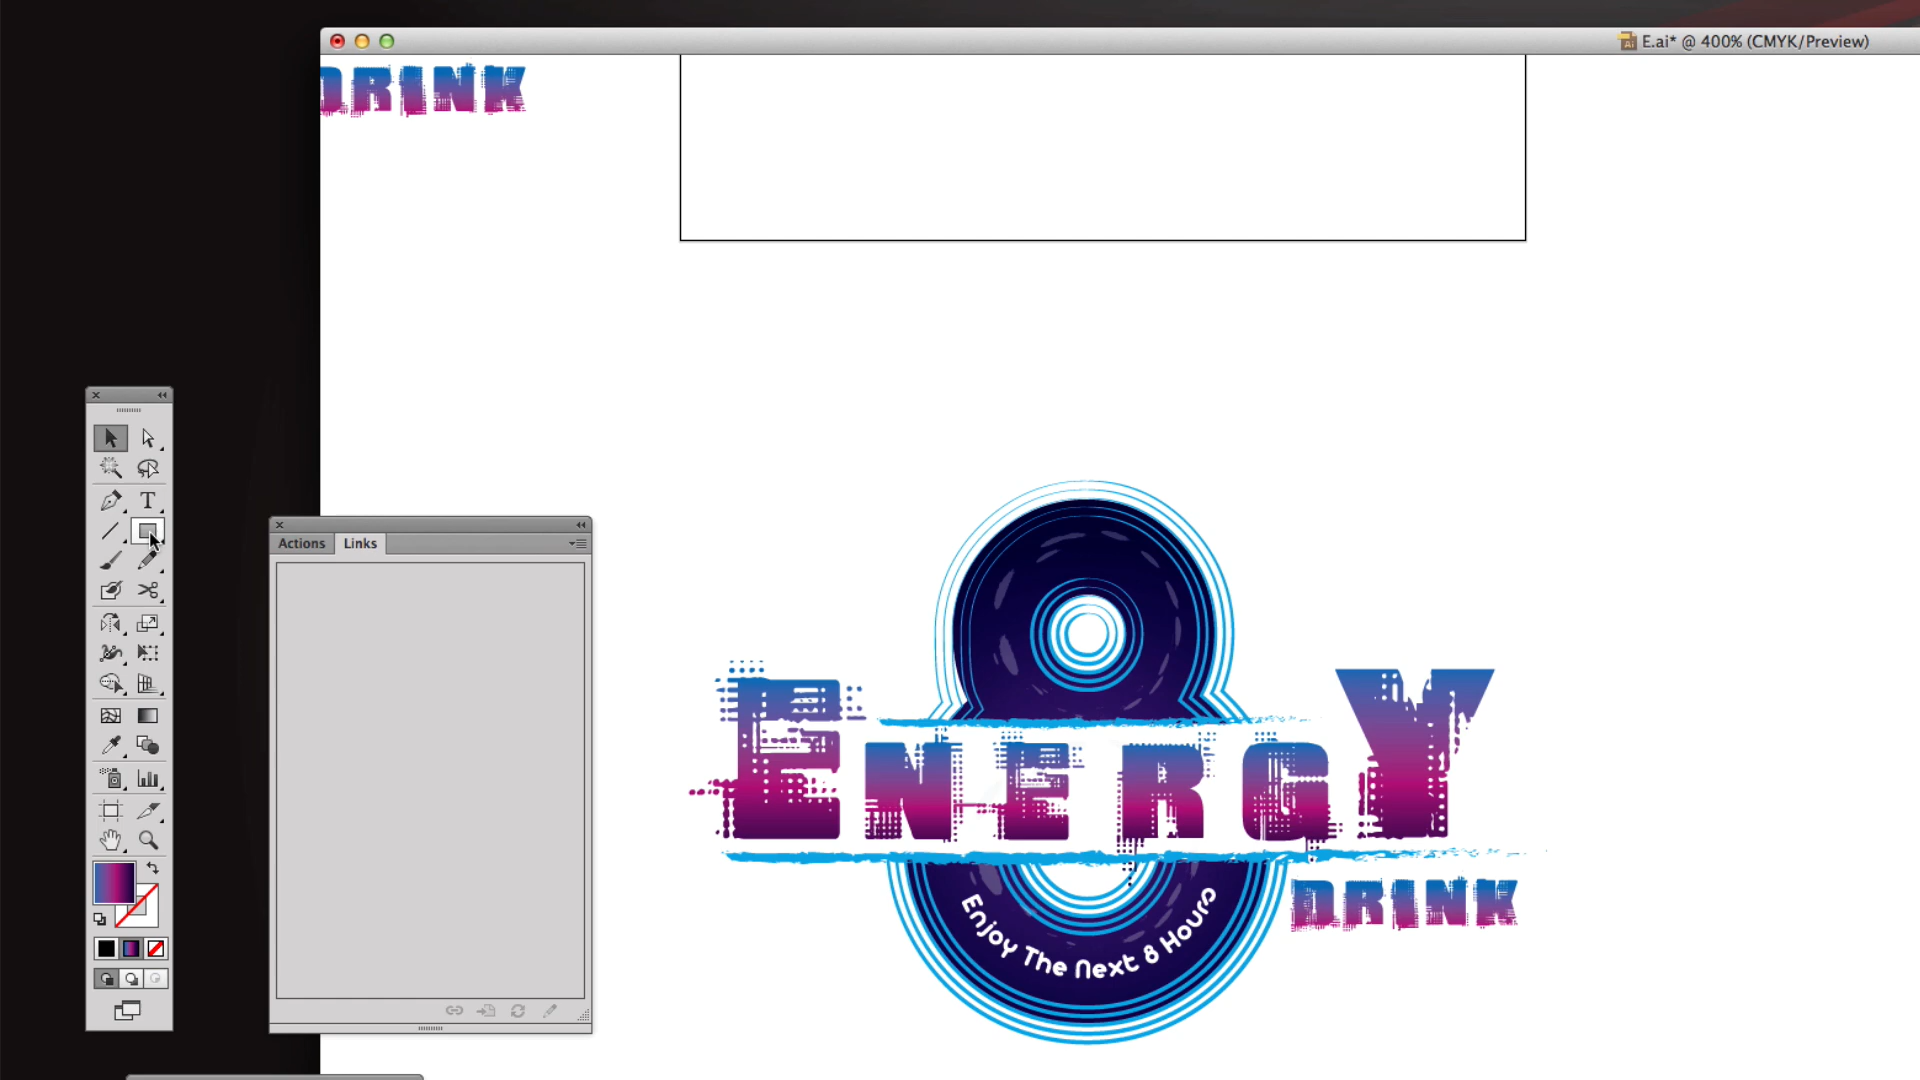 E.ai* @ 400% (CMYK/Preview)
DRINK
Actions Links
ENERGY
DRINK
Enjoy The Next 8 Hours